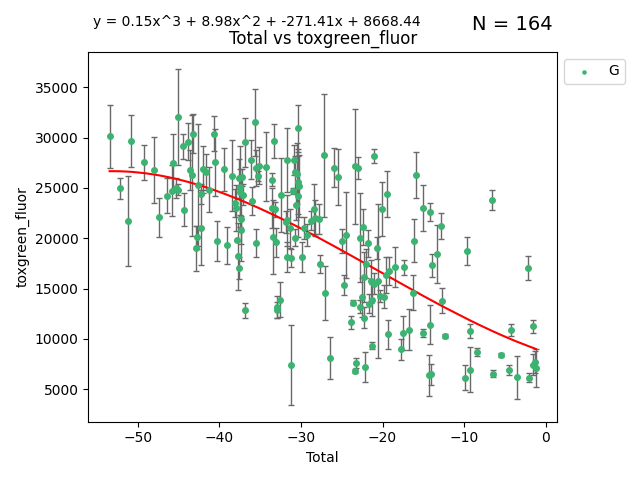 y = 0.15x^3 + 8.98x^2 + -271.41x + 8668.44
N = 164
Total vs toxgreen_fluor
G
35000
30000
25000
20000
15000
10000
5000
toxgreen_fluor
−50
−40
−30
−20
−10
0
Total